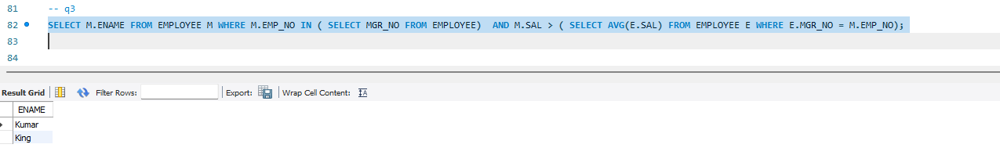 81 -- q3
82 SELECT M.ENAME FROM EMPLOYEE M WHERE M.EMP_NO IN ( SELECT MGR_NO FROM EMPLOYEE)  AND M.SAL > ( SELECT AVG(E.SAL) FROM EMPLOYEE E WHERE E.MGR_NO = M.EMP_NO);
83
84
Result Grid Filter Rows: Export: Wrap Cell Content: IA
ENAME
Kumar
King